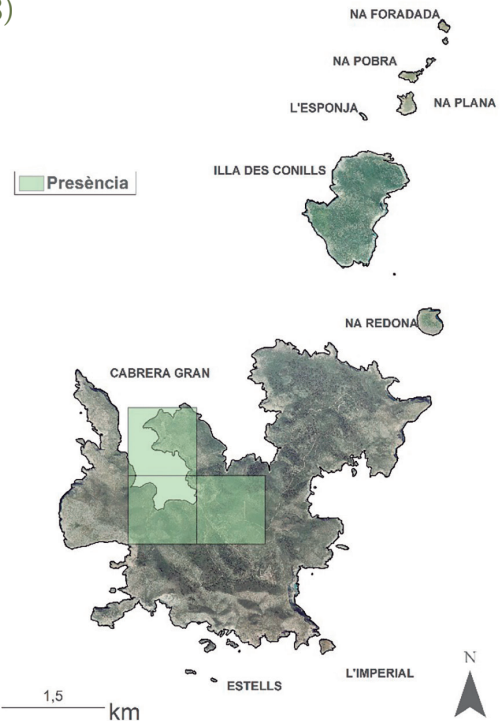 3)
NA FORADADA
NA POBRA
L'ESPONJA
NA PLANA
ILLA DES CONILLS
Presència
NA REDONA
CABRERA GRAN
N
L'IMPERIAL
ESTELLS
1,5
km